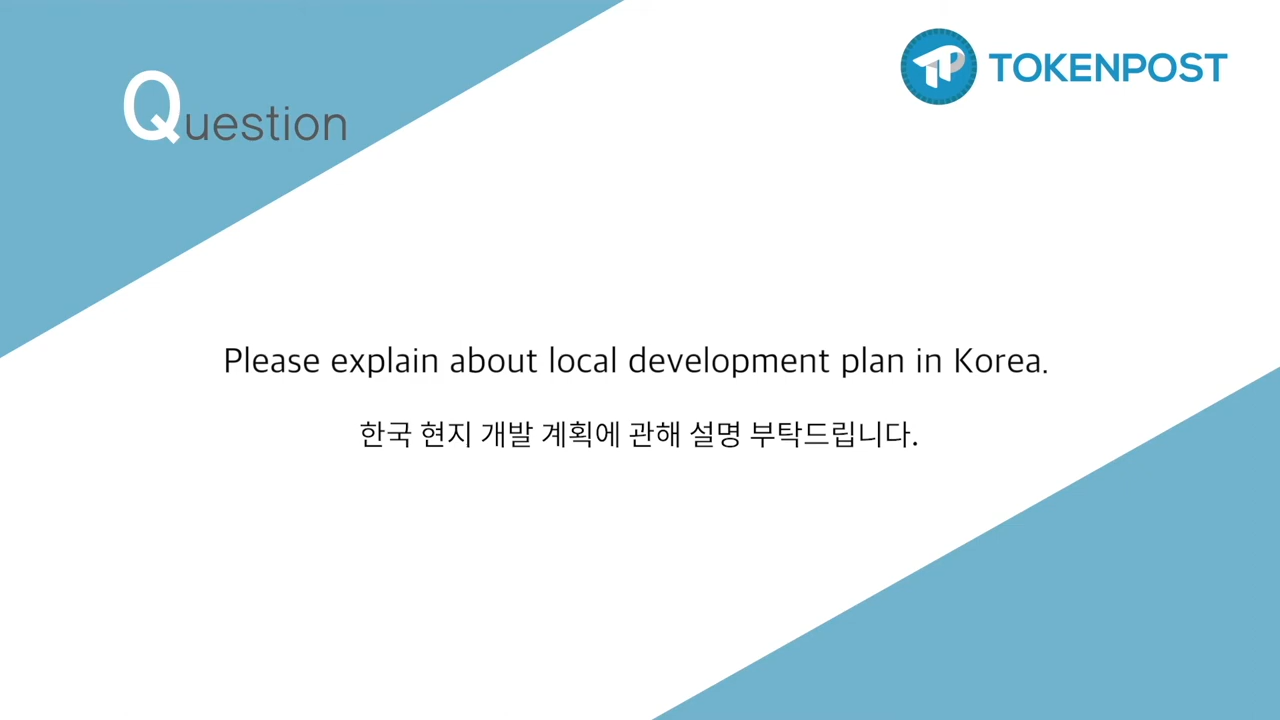 Question
TOKENPOST
Please explain about local development plan in Korea.
한국 현지 개발 계획에 관해 설명 부탁드립니다.